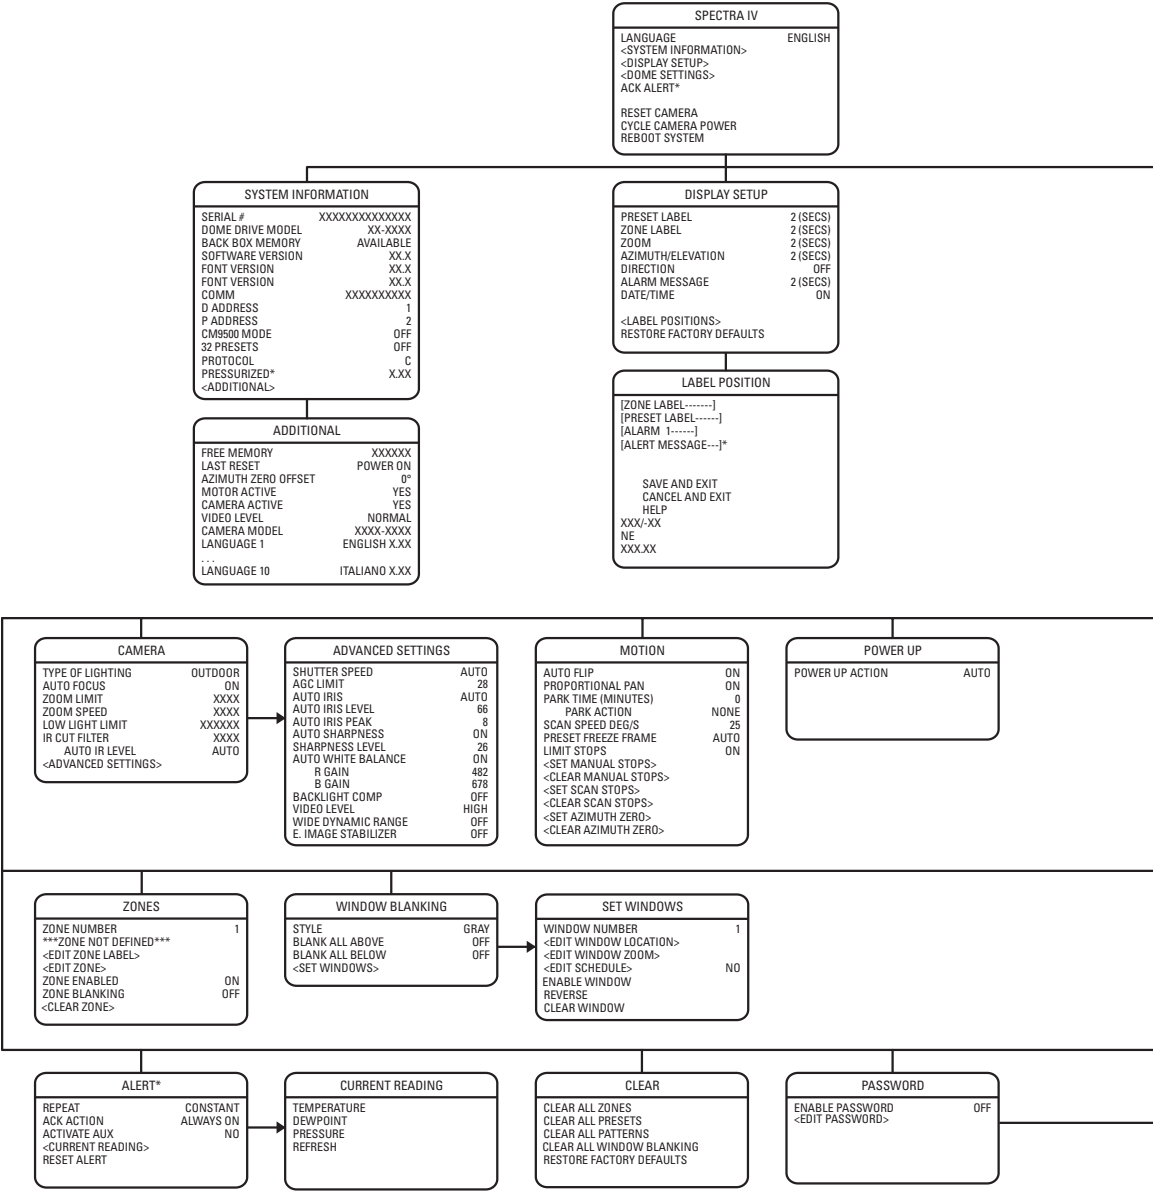 SPECTRA IV
LANGUAGE ENGLISH
<SYSTEM INFORMATION>
<DISPLAY SETUP>
<DOME SETTINGS>
ACK ALERT*
RESET CAMERA
CYCLE CAMERA POWER
REBOOT SYSTEM
SYSTEM INFORMATION
SERIAL # XXXXXXXXXXXXXX
DOME DRIVE MODEL XX-XXXX
BACK BOX MEMORY AVAILABLE
SOFTWARE VERSION XX.X
FONT VERSION XX.X
FONT VERSION XX.X
COMM XXXXXXXXXX
D ADDRESS 1
P ADDRESS 2
CM9500 MODE OFF
32 PRESETS OFF
PROTOCOL C
PRESSURIZED* X.XX
<ADDITIONAL>
DISPLAY SETUP
PRESET LABEL 2 (SECS)
ZONE LABEL 2 (SECS)
ZOOM 2 (SECS)
AZIMUTH/ELEVATION 2 (SECS)
DIRECTION OFF
ALARM MESSAGE 2 (SECS)
DATE/TIME ON
<LABEL POSITIONS>
RESTORE FACTORY DEFAULTS
LABEL POSITION
[ZONE LABEL-------]
[PRESET LABEL------]
[ALARM 1------]
[ALERT MESSAGE---]*
SAVE AND EXIT
CANCEL AND EXIT
HELP
XXX/-XX
NE
XXX.XX
ADDITIONAL
FREE MEMORY XXXXXX
LAST RESET POWER ON
AZIMUTH ZERO OFFSET 0°
MOTOR ACTIVE YES
CAMERA ACTIVE YES
VIDEO LEVEL NORMAL
CAMERA MODEL XXXX-XXXX
LANGUAGE 1 ENGLISH X.XX
. . .
LANGUAGE 10 ITALIANO X.XX
CAMERA
TYPE OF LIGHTING OUTDOOR
AUTO FOCUS ON
ZOOM LIMIT XXXX
ZOOM SPEED XXXX
LOW LIGHT LIMIT XXXXXX
IR CUT FILTER XXXX
AUTO IR LEVEL AUTO
<ADVANCED SETTINGS>
ADVANCED SETTINGS
SHUTTER SPEED AUTO
AGC LIMIT 28
AUTO IRIS AUTO
AUTO IRIS LEVEL 66
AUTO IRIS PEAK 8
AUTO SHARPNESS ON
SHARPNESS LEVEL 26
AUTO WHITE BALANCE ON
R GAIN 482
B GAIN 678
BACKLIGHT COMP OFF
VIDEO LEVEL HIGH
WIDE DYNAMIC RANGE OFF
E. IMAGE STABILIZER OFF
MOTION
AUTO FLIP ON
PROPORTIONAL PAN ON
PARK TIME (MINUTES) 0
PARK ACTION NONE
SCAN SPEED DEG/S 25
PRESET FREEZE FRAME AUTO
LIMIT STOPS ON
<SET MANUAL STOPS>
<CLEAR MANUAL STOPS>
<SET SCAN STOPS>
<CLEAR SCAN STOPS>
<SET AZIMUTH ZERO>
<CLEAR AZIMUTH ZERO>
POWER UP
POWER UP ACTION AUTO
ZONES
ZONE NUMBER 1
***ZONE NOT DEFINED***
<EDIT ZONE LABEL>
<EDIT ZONE>
ZONE ENABLED ON
ZONE BLANKING OFF
<CLEAR ZONE>
WINDOW BLANKING
STYLE GRAY
BLANK ALL ABOVE OFF
BLANK ALL BELOW OFF
<SET WINDOWS>
SET WINDOWS
WINDOW NUMBER 1
<EDIT WINDOW LOCATION>
<EDIT WINDOW ZOOM>
<EDIT SCHEDULE> NO
ENABLE WINDOW
REVERSE
CLEAR WINDOW
ALERT*
REPEAT CONSTANT
ACK ACTION ALWAYS ON
ACTIVATE AUX NO
<CURRENT READING>
RESET ALERT
CURRENT READING
TEMPERATURE
DEWPOINT
PRESSURE
REFRESH
CLEAR
CLEAR ALL ZONES
CLEAR ALL PRESETS
CLEAR ALL PATTERNS
CLEAR ALL WINDOW BLANKING
RESTORE FACTORY DEFAULTS
PASSWORD
ENABLE PASSWORD OFF
<EDIT PASSWORD>